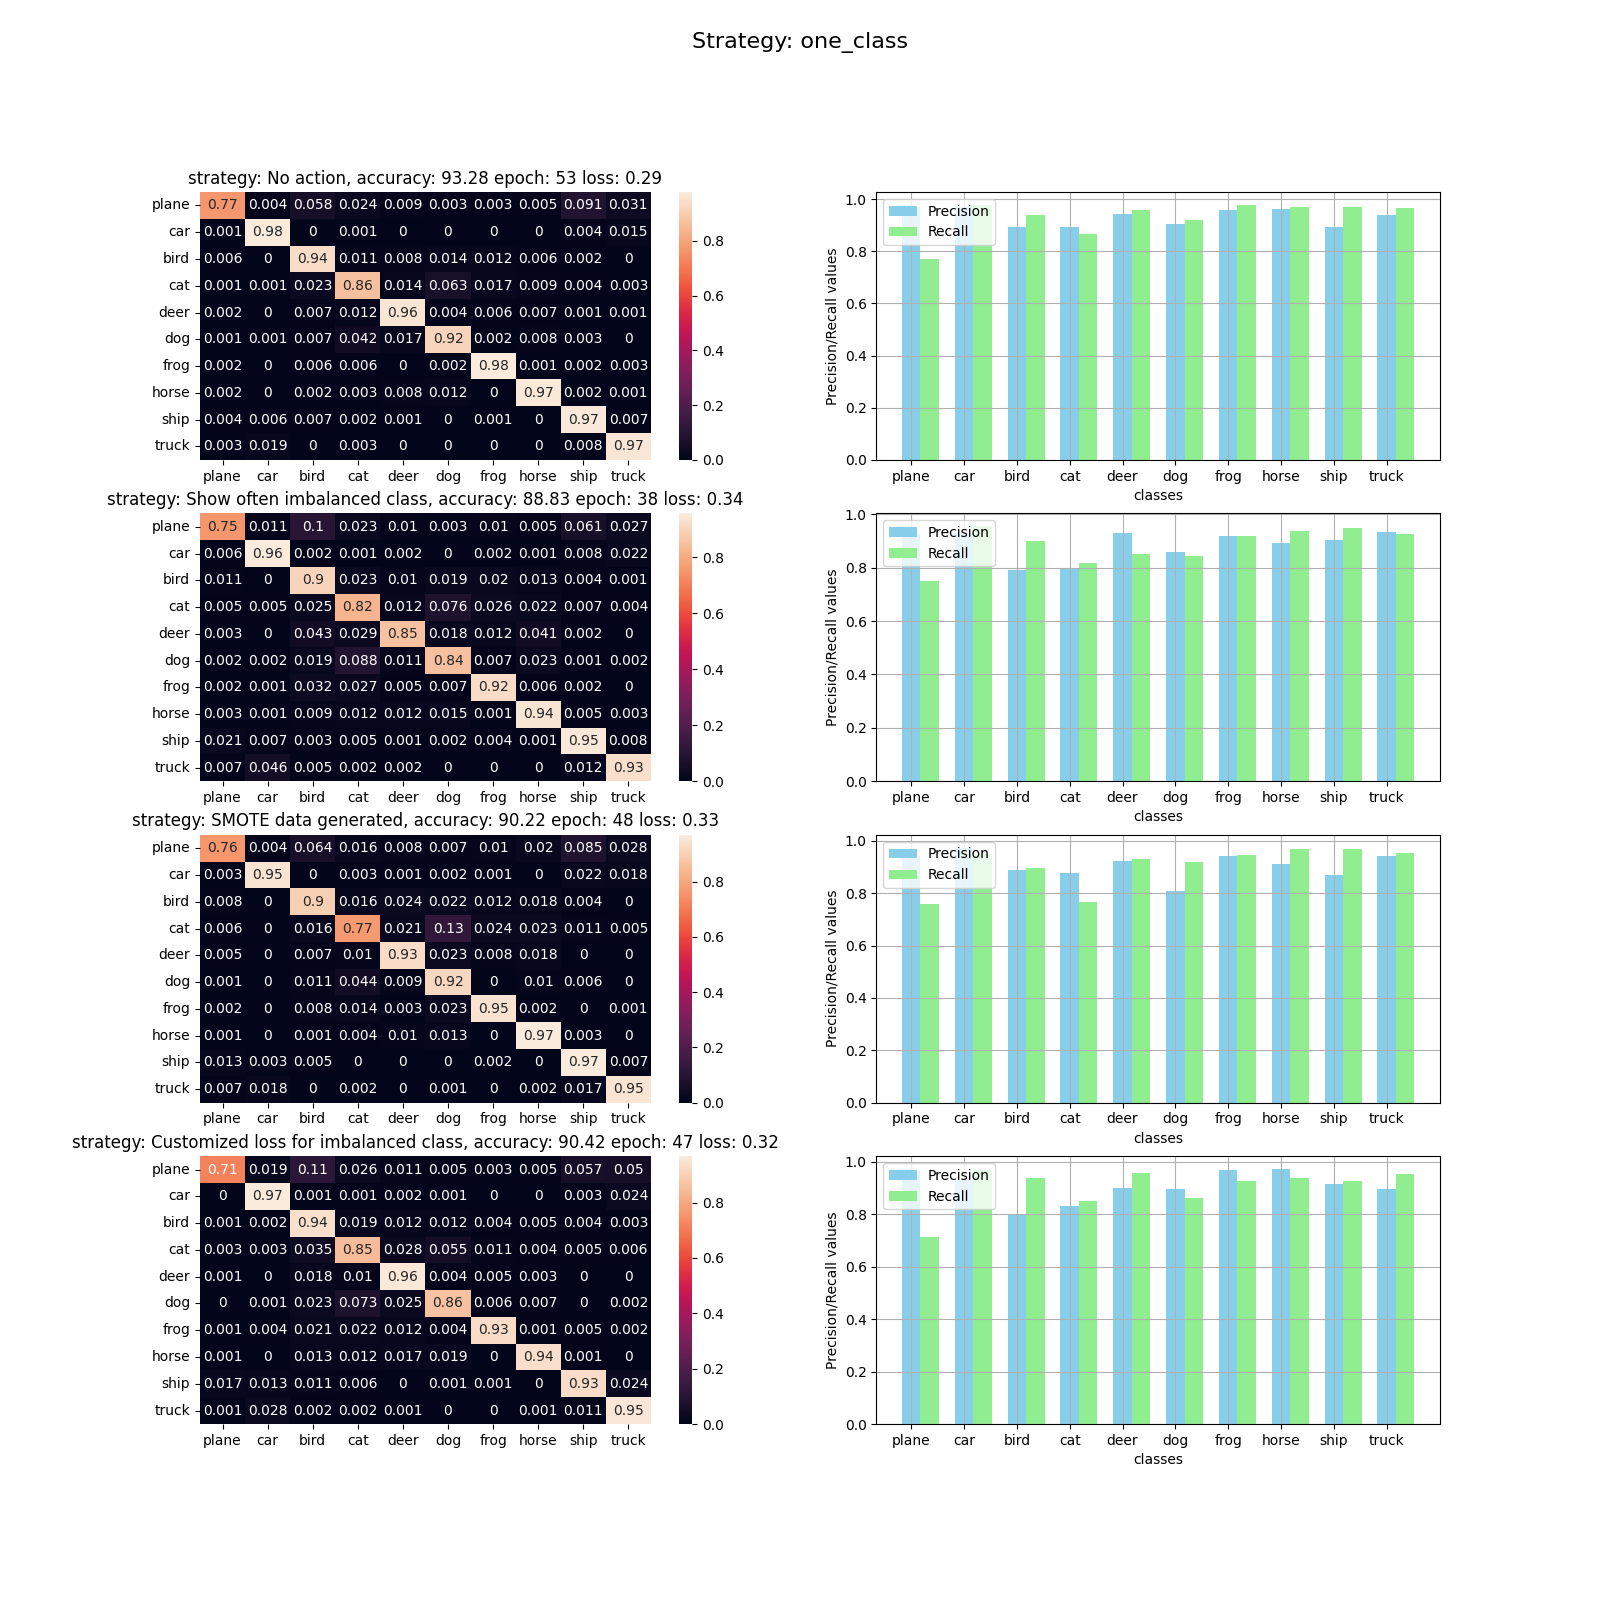 Strategy: one_class
strategy: No action, accuracy: 93.28 epoch: 53 loss: 0.29
plane 0.77 0.004 0.058 0.024 0.009 0.003 0.003 0.005 0.091 0.031
car 0.001 0.98 0 0.001 0 0 0 0 0.004 0.015
bird 0.006 0 0.94 0.011 0.008 0.014 0.012 0.006 0.002 0
cat 0.001 0.001 0.023 0.86 0.014 0.063 0.017 0.009 0.004 0.003
deer 0.002 0 0.007 0.012 0.96 0.004 0.006 0.007 0.001 0.001
dog 0.001 0.001 0.007 0.042 0.017 0.92 0.002 0.008 0.003 0
frog 0.002 0 0.006 0.006 0 0.002 0.98 0.001 0.002 0.003
horse 0.002 0 0.002 0.003 0.008 0.012 0 0.97 0.002 0.001
ship 0.004 0.006 0.007 0.002 0.001 0 0.001 0 0.97 0.007
truck 0.003 0.019 0 0.003 0 0 0 0 0.008 0.97
plane car bird cat deer dog frog horse ship truck
0.8
0.6
0.4
0.2
0.0
Precision/Recall values
1.0
0.8
0.6
0.4
0.2
0.0
Precision
Recall
plane car bird cat deer dog frog horse ship truck
classes
strategy: Show often imbalanced class, accuracy: 88.83 epoch: 38 loss: 0.34
plane 0.75 0.011 0.1 0.023 0.01 0.003 0.01 0.005 0.061 0.027
car 0.006 0.96 0.002 0.001 0.002 0 0.002 0.001 0.008 0.022
bird 0.011 0 0.9 0.023 0.01 0.019 0.02 0.013 0.004 0.001
cat 0.005 0.005 0.025 0.82 0.012 0.076 0.026 0.022 0.007 0.004
deer 0.003 0 0.043 0.029 0.85 0.018 0.012 0.041 0.002 0
dog 0.002 0.002 0.019 0.088 0.011 0.84 0.007 0.023 0.001 0.002
frog 0.002 0.001 0.032 0.027 0.005 0.007 0.92 0.006 0.002 0
horse 0.003 0.001 0.009 0.012 0.012 0.015 0.001 0.94 0.005 0.003
ship 0.021 0.007 0.003 0.005 0.001 0.002 0.004 0.001 0.95 0.008
truck 0.007 0.046 0.005 0.002 0.002 0 0 0 0.012 0.93
plane car bird cat deer dog frog horse ship truck
0.8
0.6
0.4
0.2
0.0
Precision/Recall values
1.0
0.8
0.6
0.4
0.2
0.0
Precision
Recall
plane car bird cat deer dog frog horse ship truck
classes
strategy: SMOTE data generated, accuracy: 90.22 epoch: 48 loss: 0.33
plane 0.76 0.004 0.064 0.016 0.008 0.007 0.01 0.02 0.085 0.028
car 0.003 0.95 0 0.003 0.001 0.002 0.001 0 0.022 0.018
bird 0.008 0 0.9 0.016 0.024 0.022 0.012 0.018 0.004 0
cat 0.006 0 0.016 0.77 0.021 0.13 0.024 0.023 0.011 0.005
deer 0.005 0 0.007 0.01 0.93 0.023 0.008 0.018 0 0
dog 0.001 0 0.011 0.044 0.009 0.92 0 0.01 0.006 0
frog 0.002 0 0.008 0.014 0.003 0.023 0.95 0.002 0 0.001
horse 0.001 0 0.001 0.004 0.01 0.013 0 0.97 0.003 0
ship 0.013 0.003 0.005 0 0 0 0.002 0 0.97 0.007
truck 0.007 0.018 0 0.002 0 0.001 0 0.002 0.017 0.95
plane car bird cat deer dog frog horse ship truck
0.8
0.6
0.4
0.2
0.0
Precision/Recall values
1.0
0.8
0.6
0.4
0.2
0.0
Precision
Recall
plane car bird cat deer dog frog horse ship truck
classes
strategy: Customized loss for imbalanced class, accuracy: 90.42 epoch: 47 loss: 0.32
plane 0.71 0.019 0.11 0.026 0.011 0.005 0.003 0.005 0.057 0.05
car 0 0.97 0.001 0.001 0.002 0.001 0 0 0.003 0.024
bird 0.001 0.002 0.94 0.019 0.012 0.012 0.004 0.005 0.004 0.003
cat 0.003 0.003 0.035 0.85 0.028 0.055 0.011 0.004 0.005 0.006
deer 0.001 0 0.018 0.01 0.96 0.004 0.005 0.003 0 0
dog 0 0.001 0.023 0.073 0.025 0.86 0.006 0.007 0 0.002
frog 0.001 0.004 0.021 0.022 0.012 0.004 0.93 0.001 0.005 0.002
horse 0.001 0 0.013 0.012 0.017 0.019 0 0.94 0.001 0
ship 0.017 0.013 0.011 0.006 0 0.001 0.001 0 0.93 0.024
truck 0.001 0.028 0.002 0.002 0.001 0 0 0.001 0.011 0.95
plane car bird cat deer dog frog horse ship truck
0.8
0.6
0.4
0.2
0.0
Precision/Recall values
1.0
0.8
0.6
0.4
0.2
0.0
Precision
Recall
plane car bird cat deer dog frog horse ship truck
classes